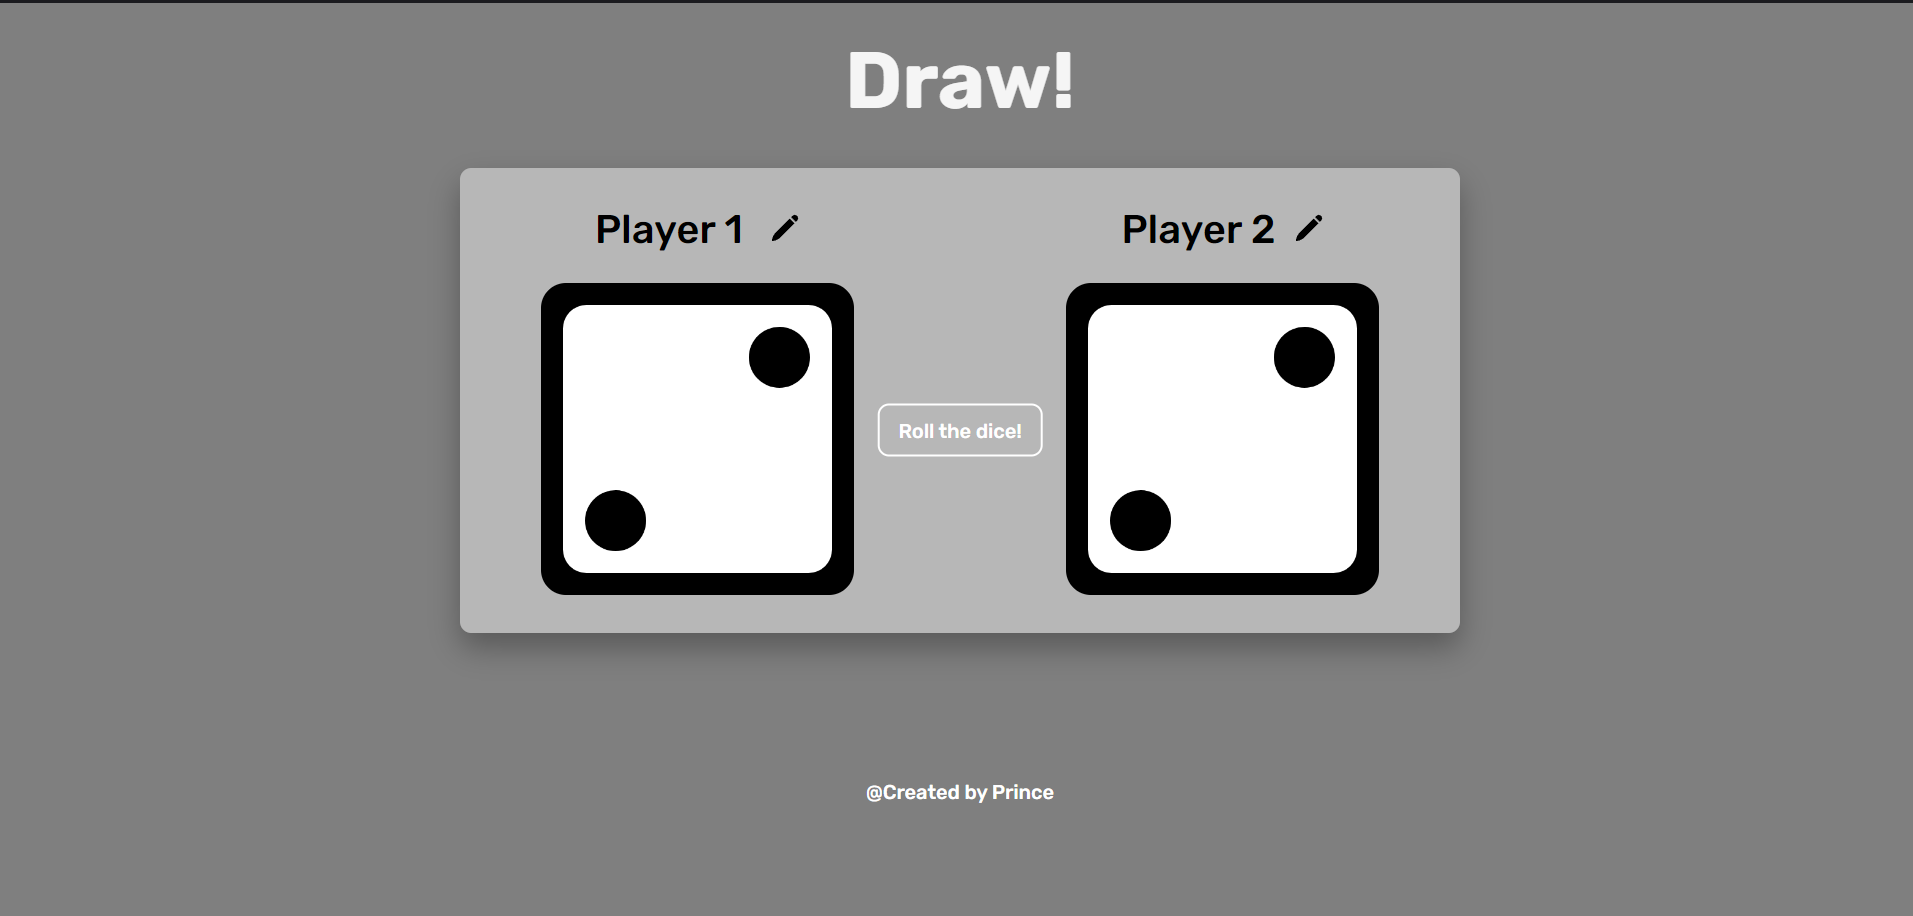 Draw!
Player 1
Player 2
Roll the dice!
@Created by Prince